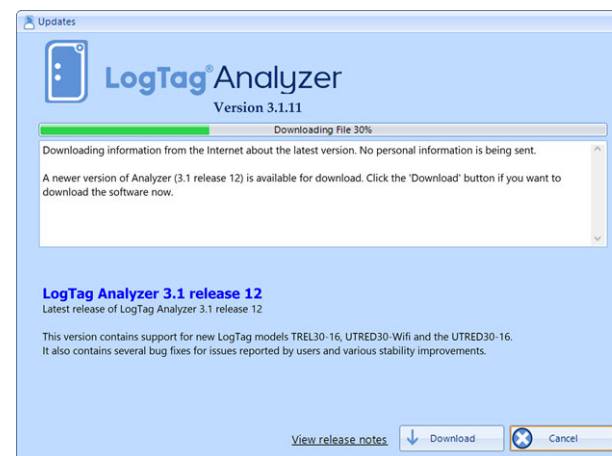 Updates
LogTag® Analyzer
Version 3.1.11
Downloading File 30%
Downloading information from the Internet about the latest version. No personal information is being sent.
A newer version of Analyzer (3.1 release 12) is available for download. Click the 'Download' button if you want to
download the software now.
LogTag Analyzer 3.1 release 12
Latest release of LogTag Analyzer 3.1 release 12
This version contains support for new LogTag models TREL30-16, UTRED30-Wifi and the UTRED30-16.
It also contains several bug fixes for issues reported by users and various stability improvements.
View release notes Download Cancel